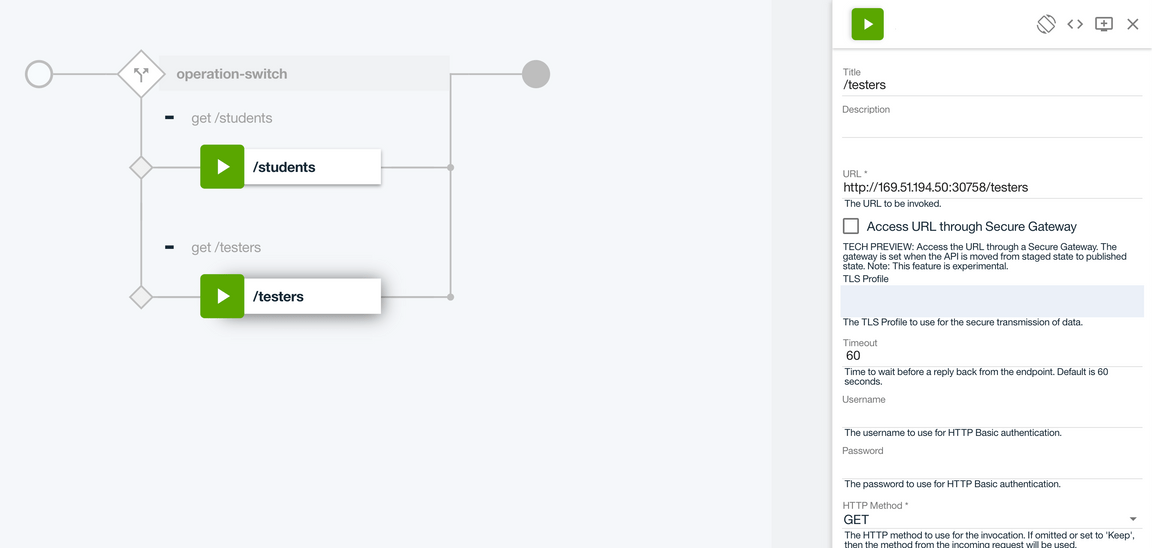 operation-switch
get /students
/students
get /testers
/testers
Title
/testers
Description
URL *
http://169.51.194.50:30758/testers
The URL to be invoked.
Access URL through Secure Gateway
TECH PREVIEW: Access the URL through a Secure Gateway. The
gateway is set when the API is moved from staged state to published
state. Note: This feature is experimental.
TLS Profile
The TLS Profile to use for the secure transmission of data.
Timeout
60
Time to wait before a reply back from the endpoint. Default is 60
seconds.
Username
The username to use for HTTP Basic authentication.
Password
The password to use for HTTP Basic authentication.
HTTP Method *
GET
The HTTP method to use for the invocation. If omitted or set to 'Keep',
then the method from the incoming request will be used.